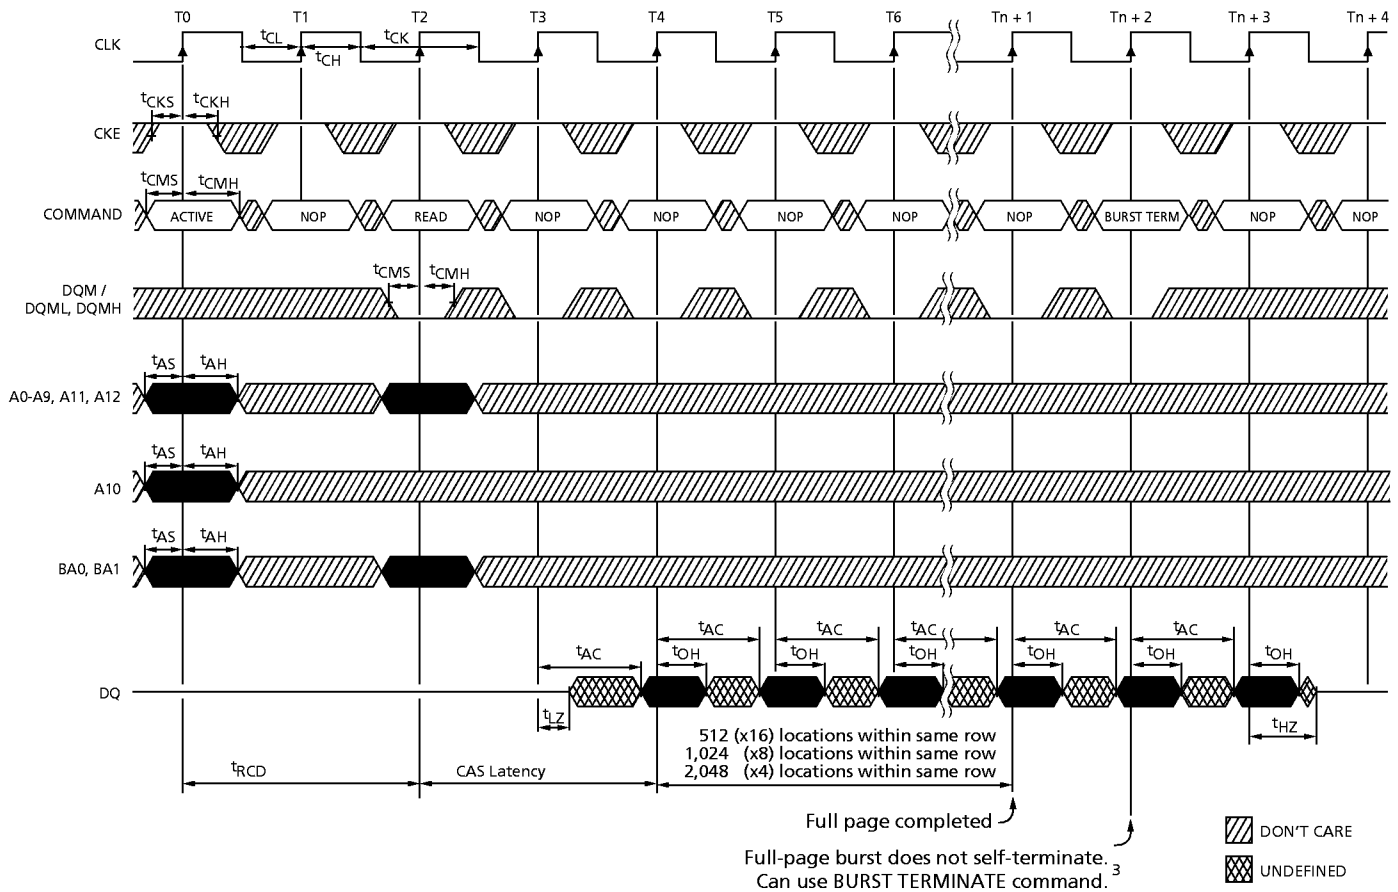 T0 T1 T2 T3 T4 T5 T6 Tn + 1 Tn + 2 Tn + 3 Tn + 4
CLK
tCL tCK
tCH
tCKS tCKH
CKE
tCMS tCMH
COMMAND ACTIVE NOP READ NOP NOP NOP NOP NOP BURST TERM NOP NOP
tCMS tCMH
DQM /
DQML, DQMH
tAS tAH
A0-A9, A11, A12
tAS tAH
A10
tAS tAH
BA0, BA1
tAC tAC tAC tAC tAC
tAC tOH tOH tOH tOH tOH tOH
DQ
tLZ tHZ
512 (x16) locations within same row
1,024 (x8) locations within same row
2,048 (x4) locations within same row
tRCD CAS Latency
Full page completed
DON'T CARE
Full-page burst does not self-terminate. 3
Can use BURST TERMINATE command.
UNDEFINED